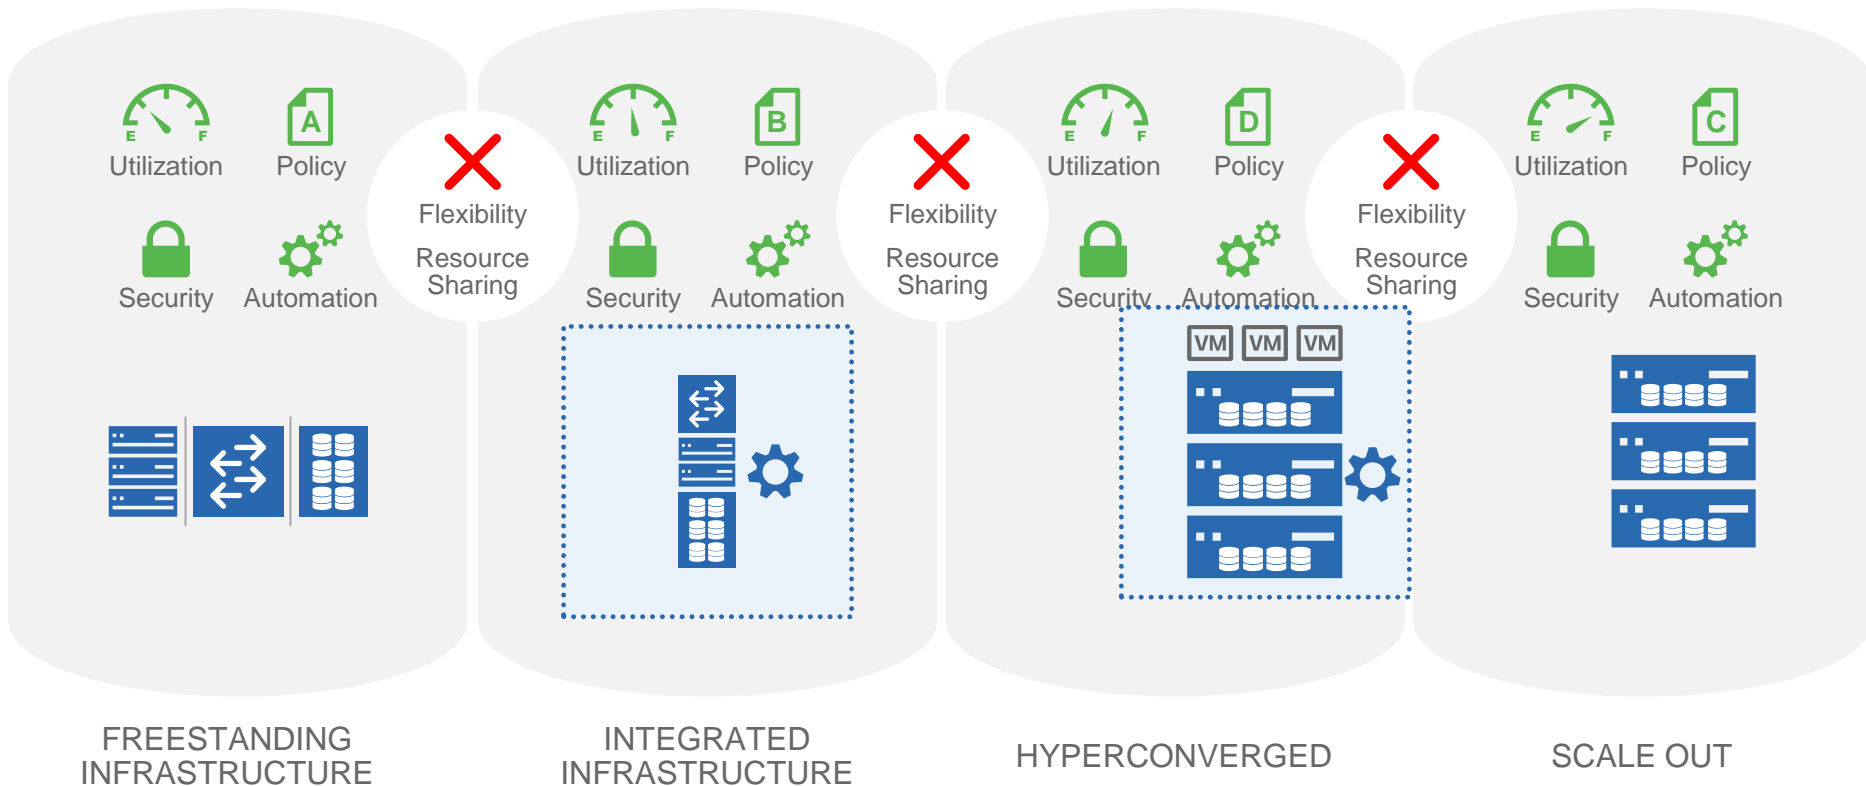 E F
Utilization
A
Policy
Security
Automation
Flexibility
Resource
Sharing
E F
Utilization
B
Policy
Security
Automation
Flexibility
Resource
Sharing
E F
Utilization
D
Policy
Security
Automation
VM VM VM
Flexibility
Resource
Sharing
E F
Utilization
C
Policy
Security
Automation
FREESTANDING
INFRASTRUCTURE
INTEGRATED
INFRASTRUCTURE
HYPERCONVERGED
SCALE OUT